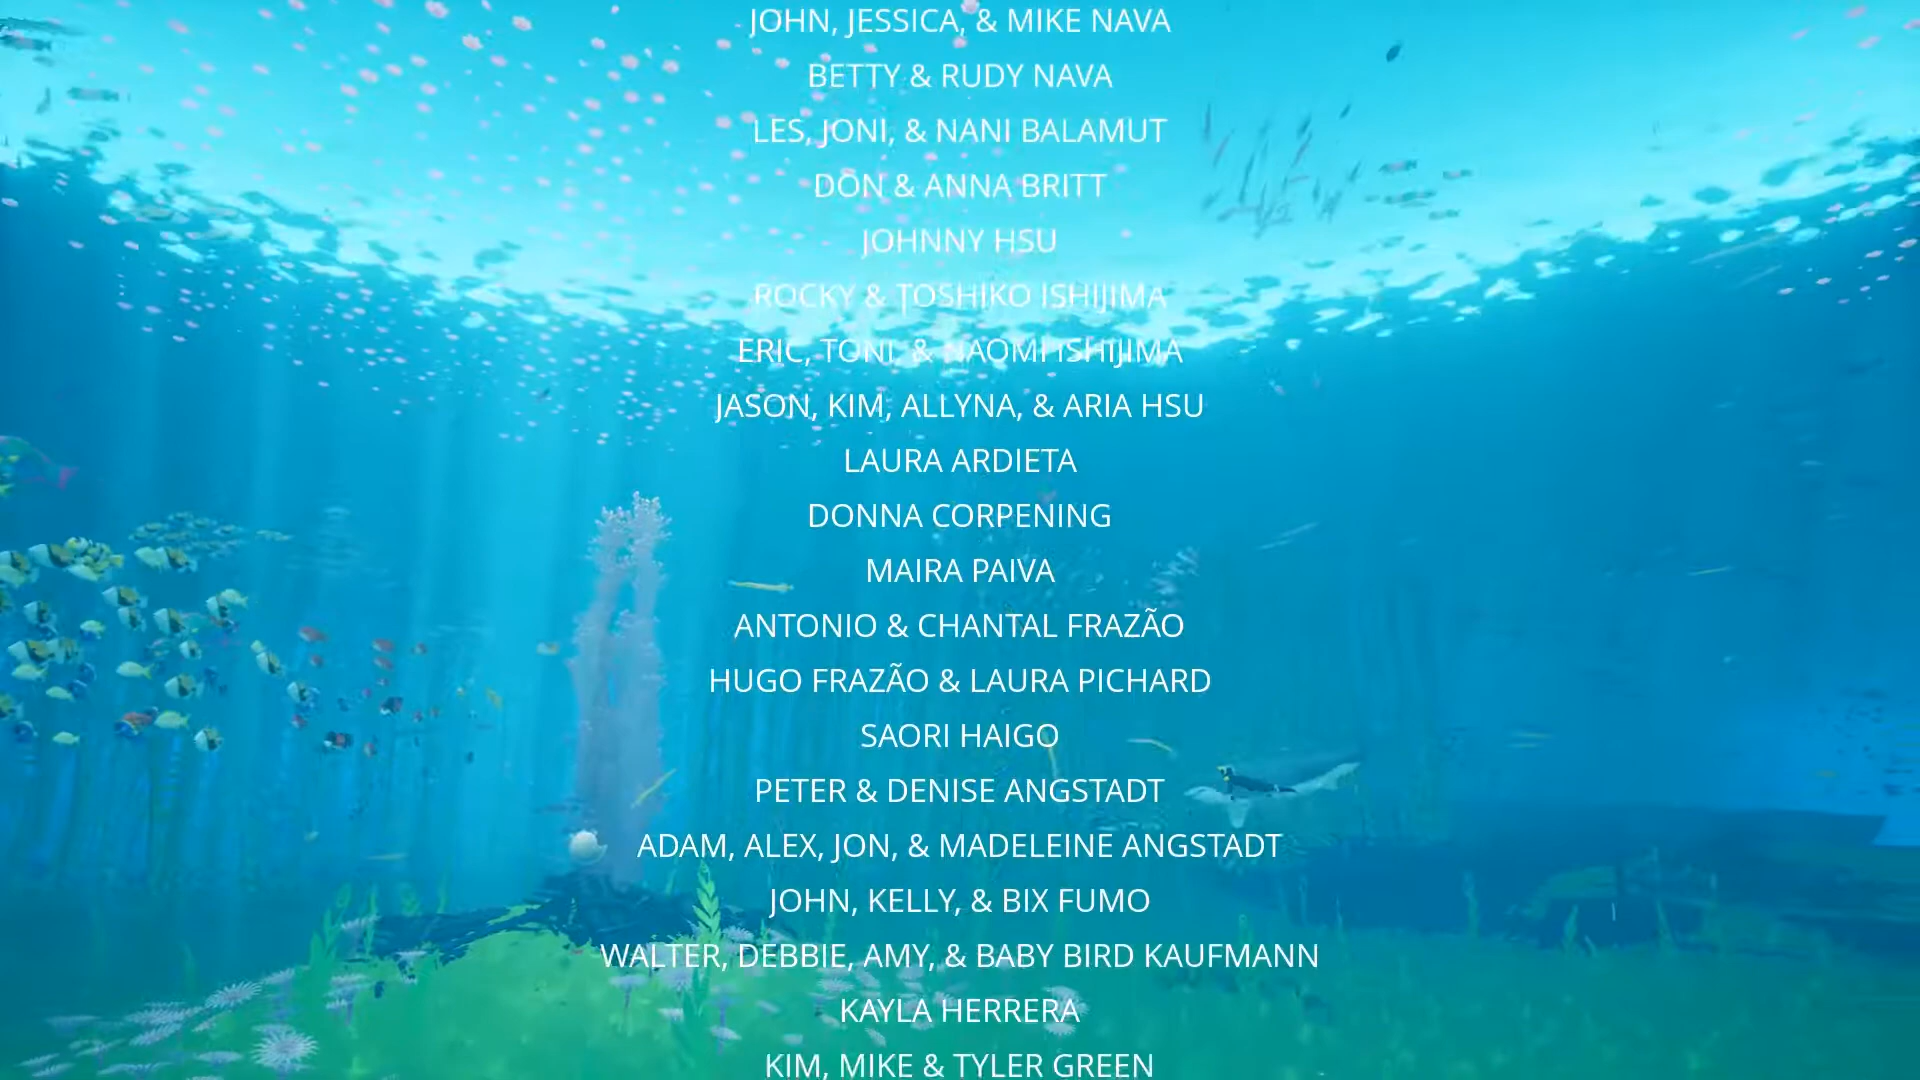 JOHN, JESSICA, & MIKE NAVA
BETTY & RUDY NAVA
LES, JONI, & NANI BALAMUT
DON & ANNA BRITT
JOHNNY HSU
ROCKY & TOSHIKO ISHIJIMA
ERIC, TONI, & NAOMI ISHIJIMA
JASON, KIM, ALLYNA, & ARIA HSU
LAURA ARDIETA
DONNA CORPENING
MAIRA PAIVA
ANTONIO & CHANTAL FRAZÃO
HUGO FRAZÃO & LAURA PICHARD
SAORI HAIGO
PETER & DENISE ANGSTADT
ADAM, ALEX, JON, & MADELEINE ANGSTADT
JOHN, KELLY, & BIX FUMO
WALTER, DEBBIE, AMY, & BABY BIRD KAUFMANN
KAYLA HERRERA
KIM, MIKE & TYLER GREEN